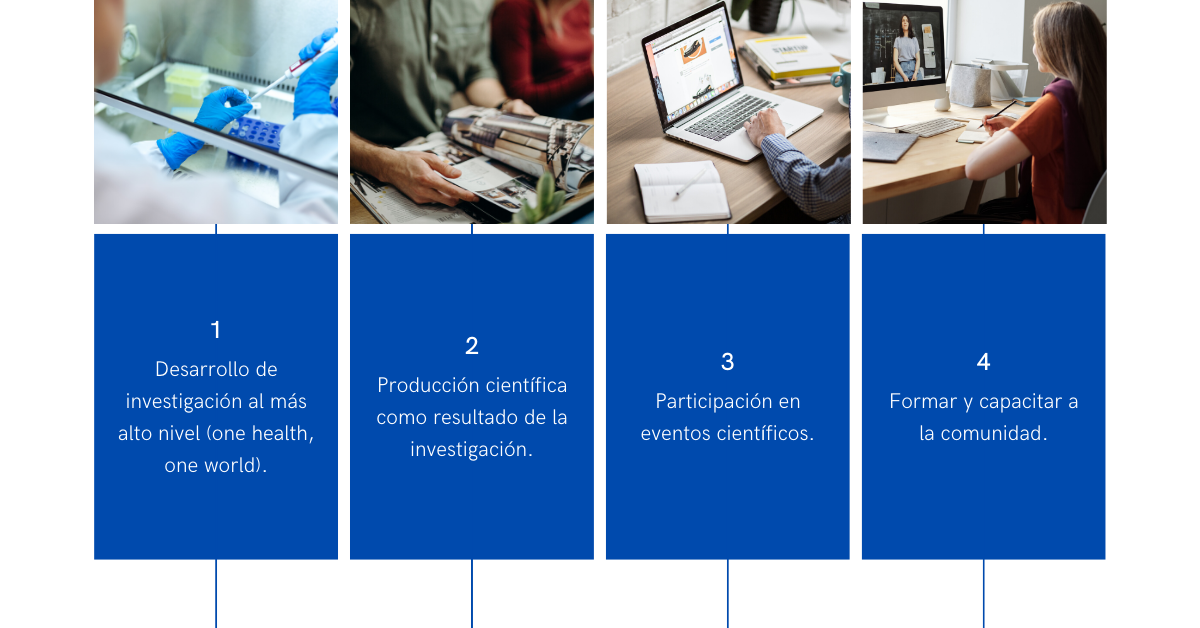 STARTUP
1
Desarrollo de
investigación al más
alto nivel (one health,
one world).
2
Producción científica
como resultado de la
investigación.
3
Participación en
eventos científicos.
4
Formar y capacitar a
la comunidad.